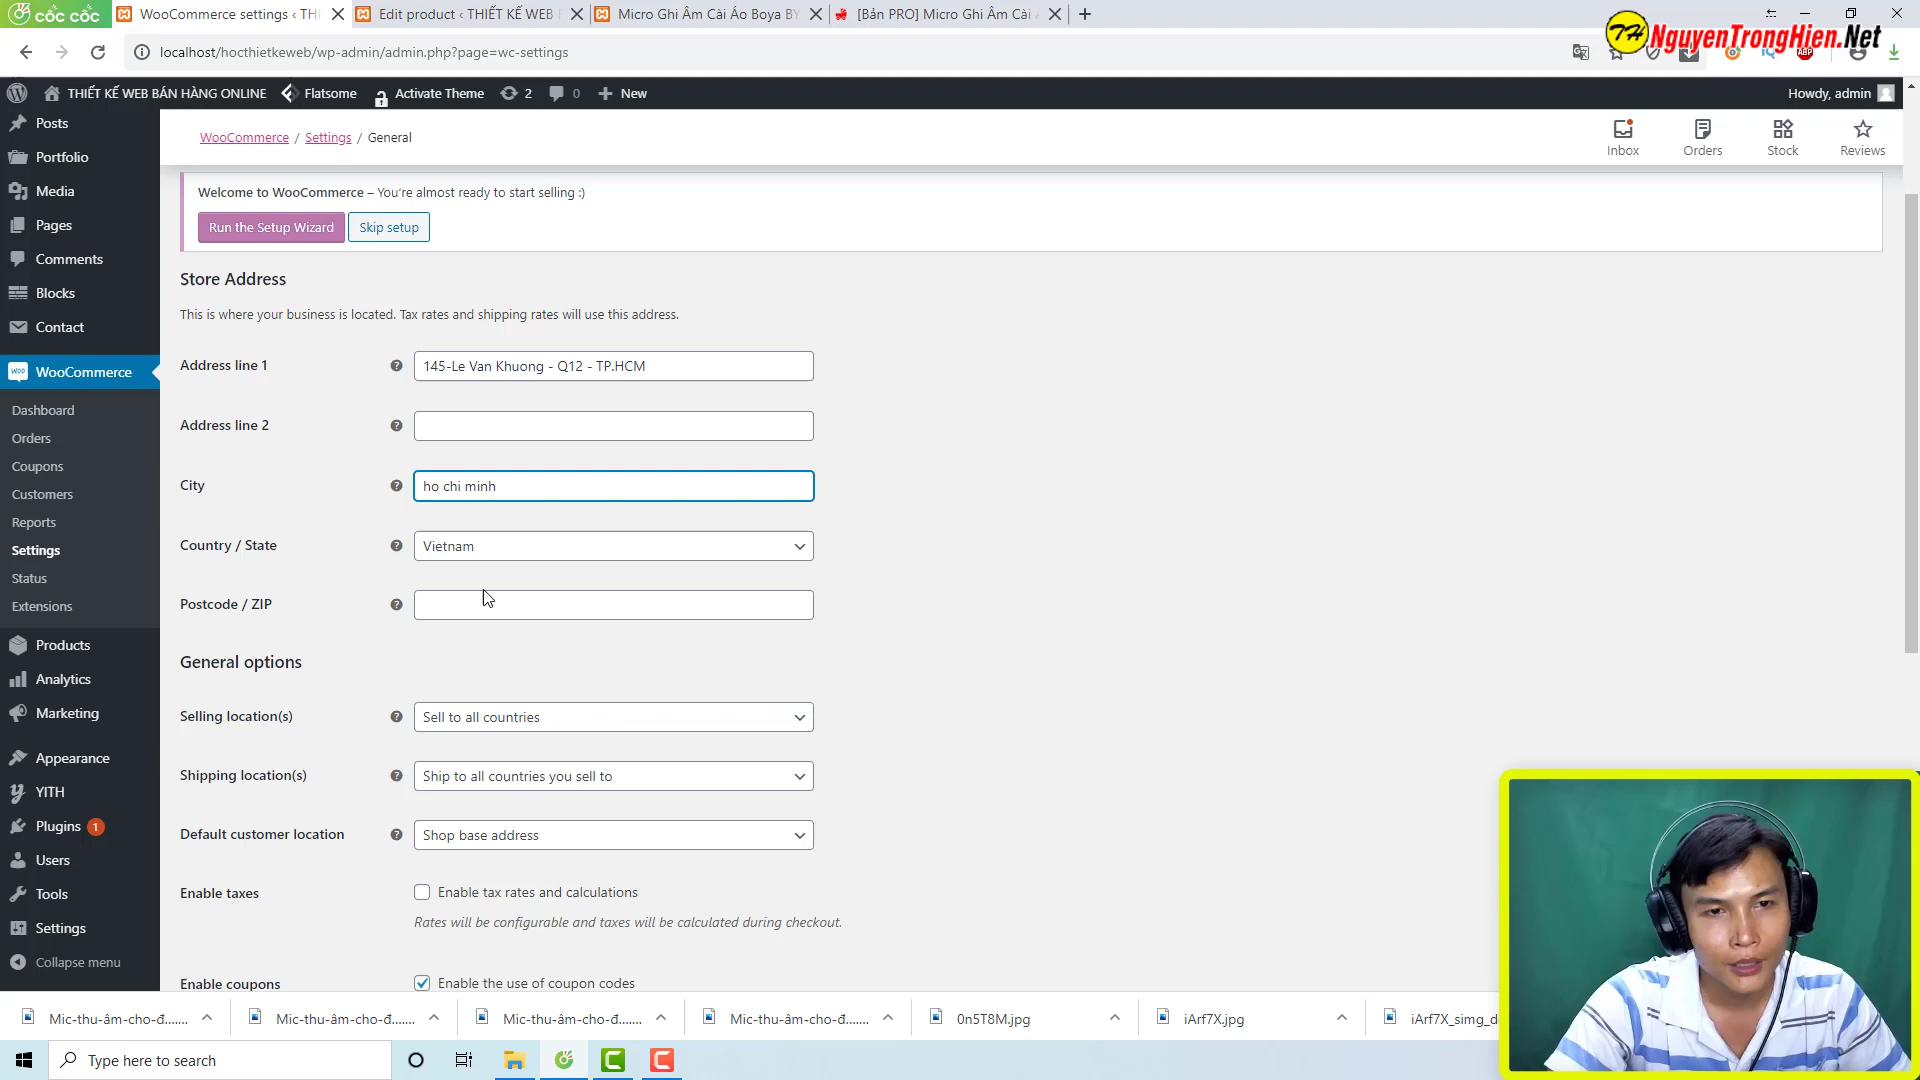 cốc cốc
WooCommerce settings ‹ TH
Edit product ‹ THIẾT KẾ WEB
Micro Ghi Âm Cài Áo Boya BY
[Bản PRO] Micro Ghi Âm Cài
localhost/hocthietkeweb/wp-admin/admin.php?page=wc-settings
TH NguyenTrongHien.Net
ABP
THIẾT KẾ WEB BÁN HÀNG ONLINE
Flatsome
Activate Theme
2
0
New
Howdy, admin
Posts
Portfolio
Media
Pages
Comments
Blocks
Contact
WooCommerce
Dashboard
Orders
Coupons
Customers
Reports
Settings
Status
Extensions
Products
Analytics
Marketing
Appearance
YITH
Plugins 1
Users
Tools
Settings
Collapse menu
WooCommerce / Settings / General
Inbox
Orders
Stock
Reviews
Welcome to WooCommerce – You're almost ready to start selling :)
Run the Setup Wizard
Skip setup
Store Address
This is where your business is located. Tax rates and shipping rates will use this address.
Address line 1
145-Le Van Khuong - Q12 - TP.HCM
Address line 2
City
ho chi minh
Country / State
Vietnam
Postcode / ZIP
General options
Selling location(s)
Sell to all countries
Shipping location(s)
Ship to all countries you sell to
Default customer location
Shop base address
Enable taxes
Enable tax rates and calculations
Rates will be configurable and taxes will be calculated during checkout.
Enable coupons
Enable the use of coupon codes
Mic-thu-âm-cho-đ.......
Mic-thu-âm-cho-đ.......
Mic-thu-âm-cho-đ.......
Mic-thu-âm-cho-đ.......
0n5T8M.jpg
iArf7X.jpg
iArf7X_simg_d
Type here to search